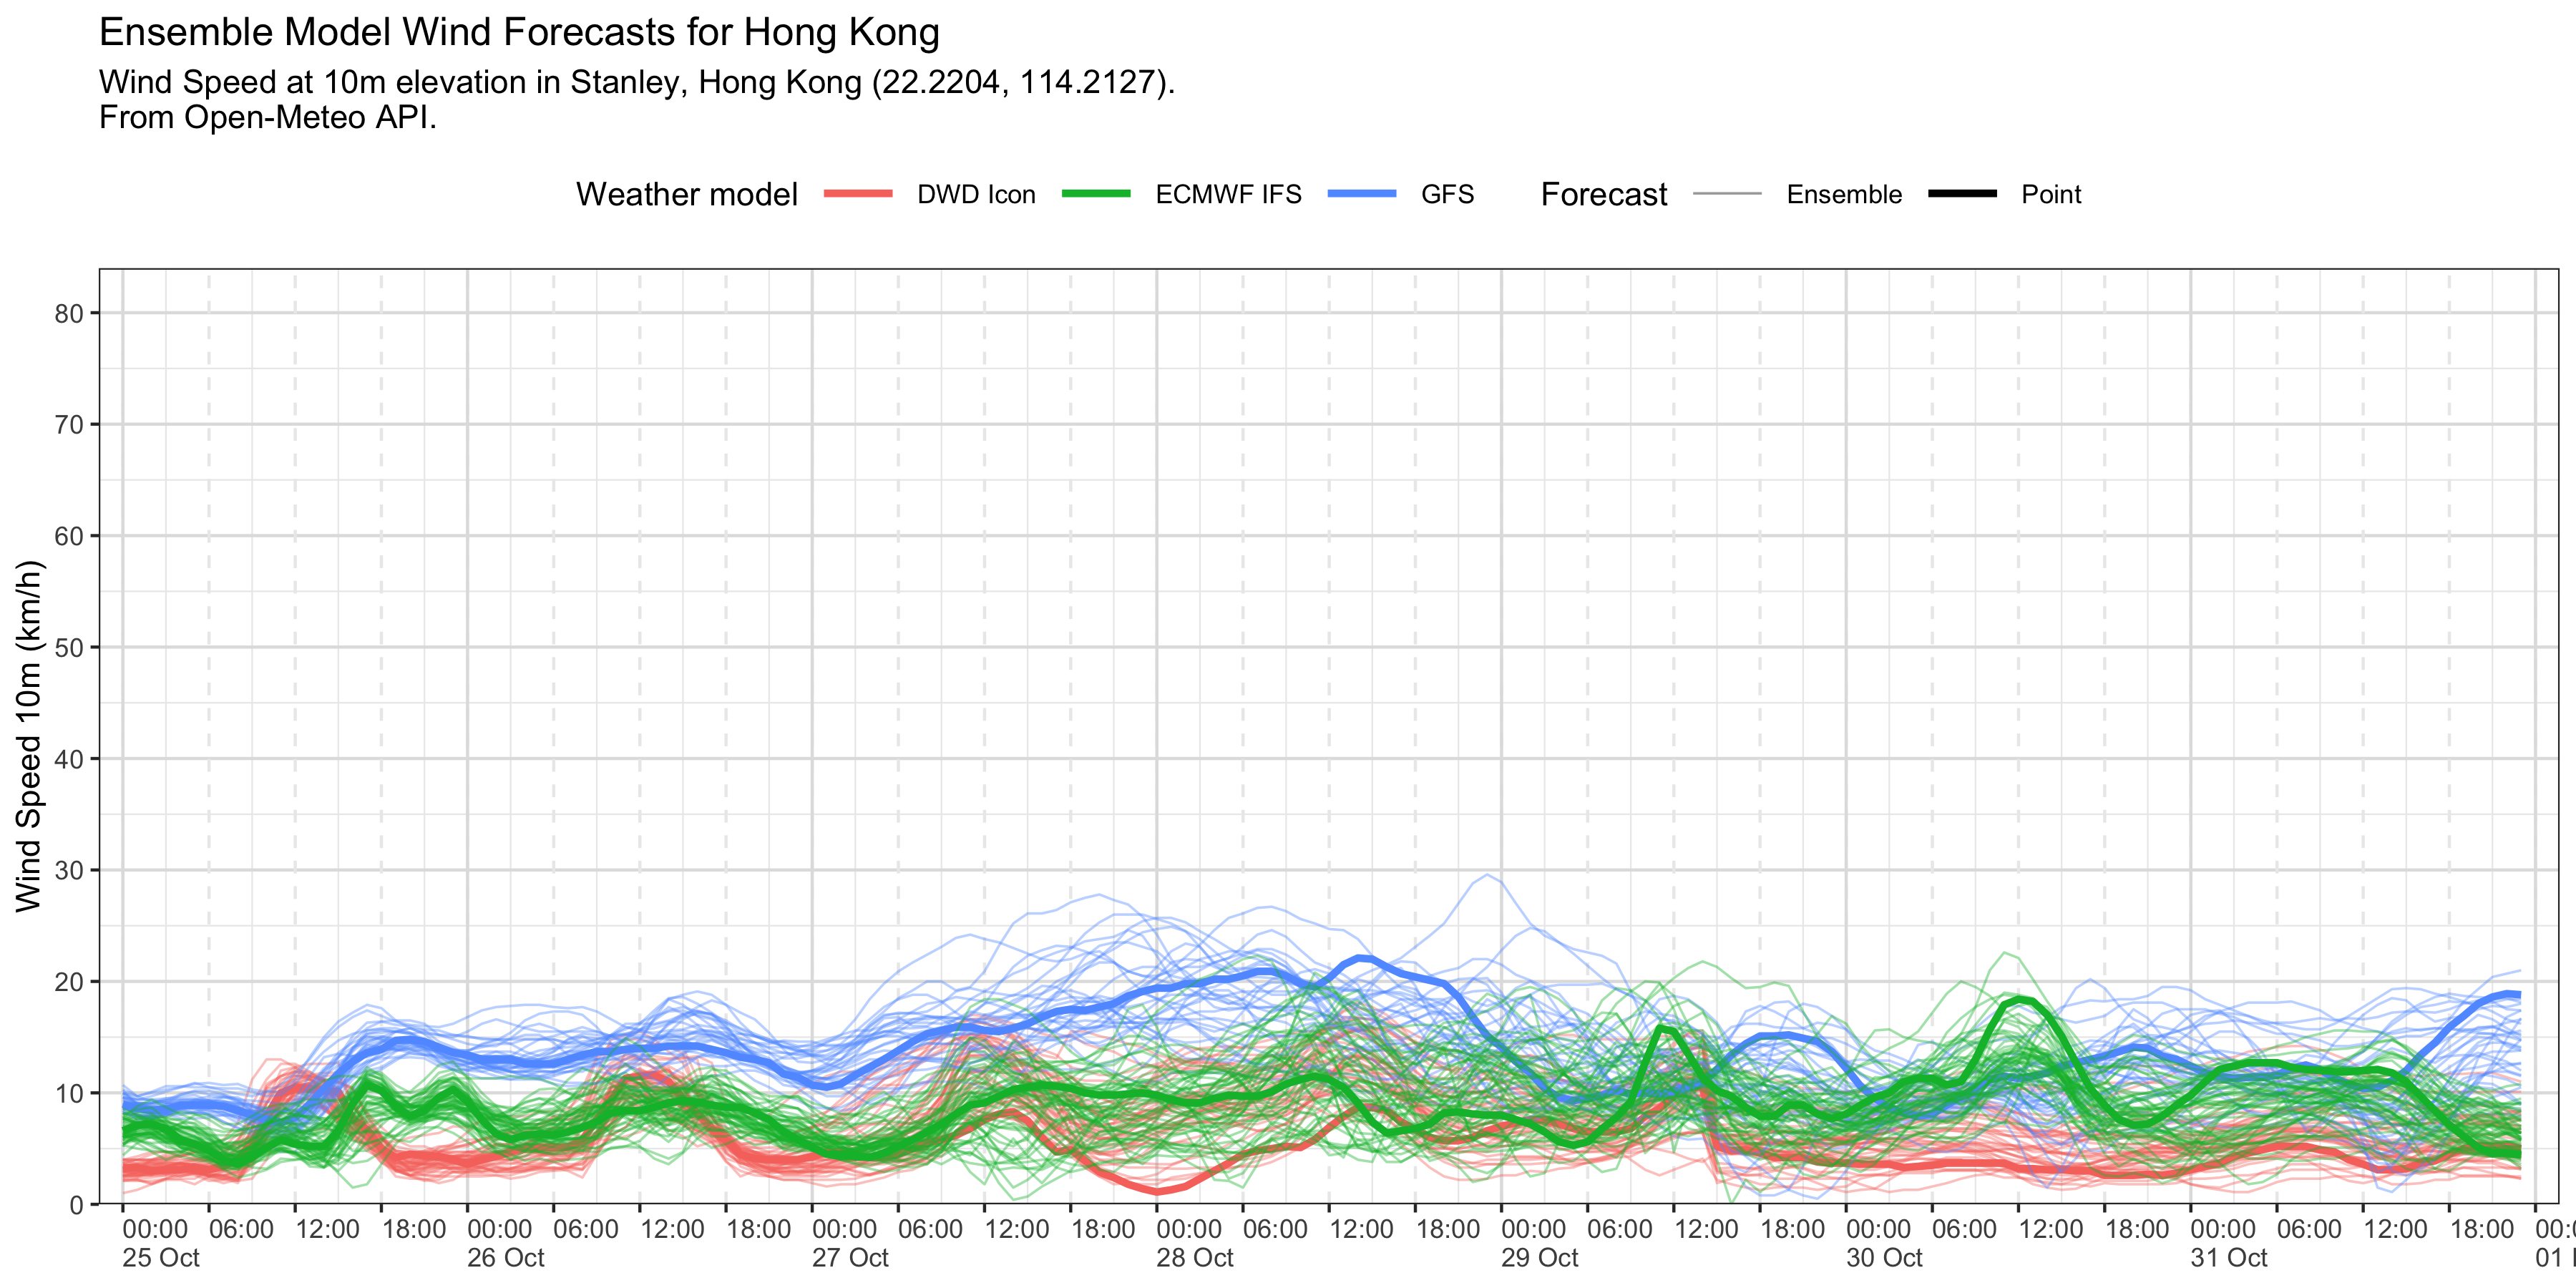 Ensemble Model Wind Forecasts for Hong Kong
Wind Speed at 10m elevation in Stanley, Hong Kong (22.2204, 114.2127).
From Open-Meteo API.
Weather model DWD Icon ECMWF IFS GFS Forecast Ensemble Point
Wind Speed 10m (km/h)
80
70
60
50
40
30
20
10
0
00:00 06:00 12:00 18:00 00:00 06:00 12:00 18:00 00:00 06:00 12:00 18:00 00:00 06:00 12:00 18:00 00:00 06:00 12:00 18:00 00:00 06:00 12:00 18:00 00:00 06:00 12:00 18:00
25 Oct 26 Oct 27 Oct 28 Oct 29 Oct 30 Oct 31 Oct 01